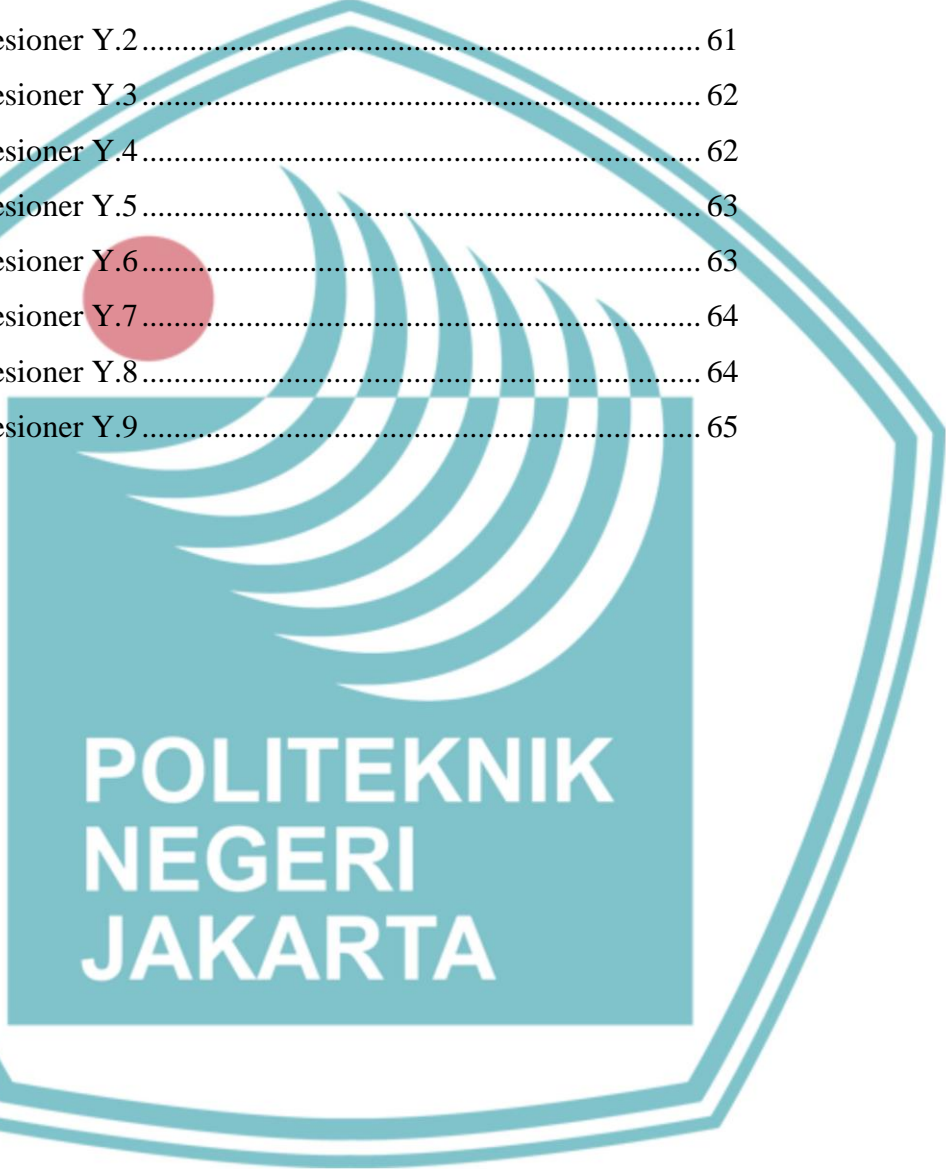 esioner Y.2.................................................................... 61
esioner Y.3.................................................................... 62
esioner Y.4.................................................................... 62
esioner Y.5.................................................................... 63
esioner Y.6.................................................................... 63
esioner Y.7.................................................................... 64
esioner Y.8.................................................................... 64
esioner Y.9.................................................................... 65
POLITEKNIK
NEGERI
JAKARTA